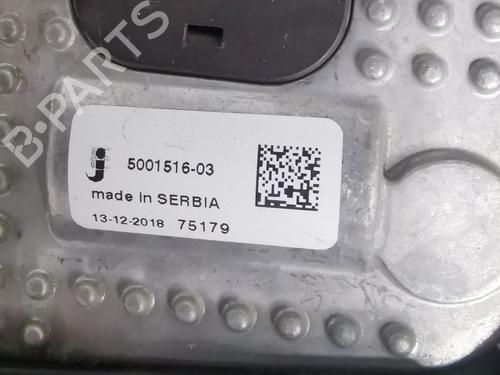 B-PARTS
5001516-03
made in SERBIA
13-12-2018 75179